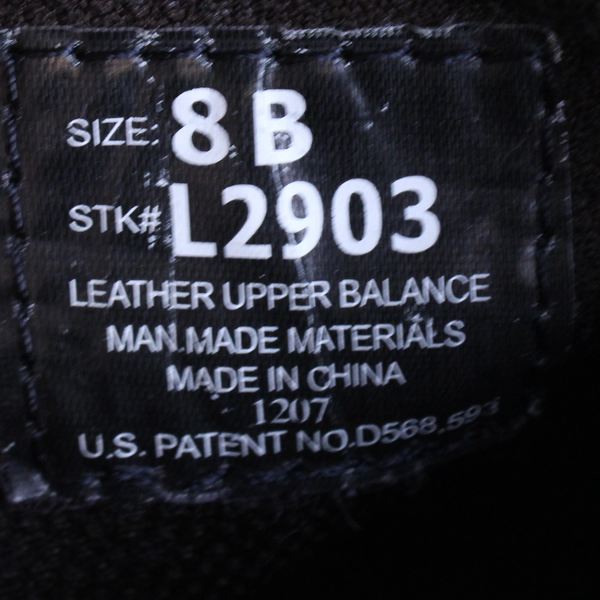 SIZE: 8 B
STK# L2903
LEATHER UPPER BALANCE
MAN.MADE MATERIALS
MADE IN CHINA
1207
U.S. PATENT NO.D568,593